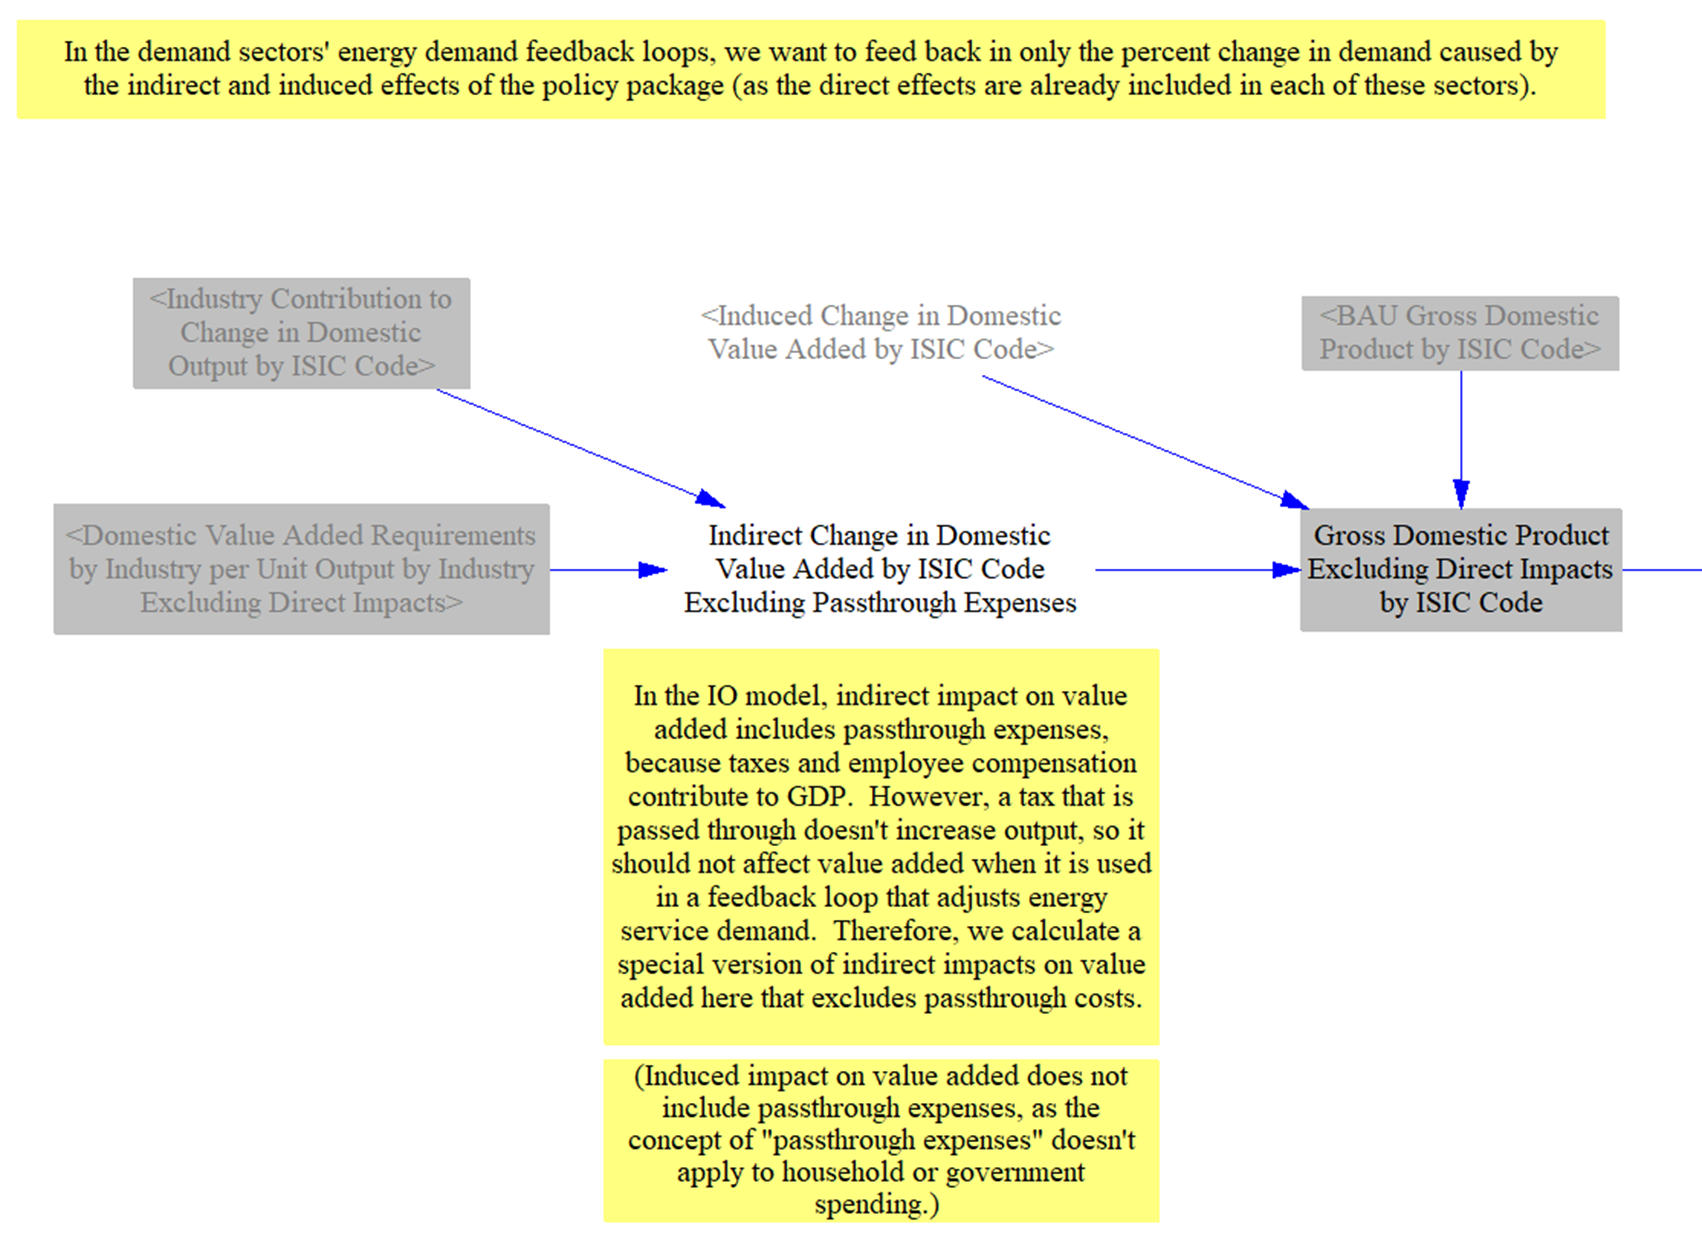 In the demand sectors' energy demand feedback loops, we want to feed back in only the percent change in demand caused by
the indirect and induced effects of the policy package (as the direct effects are already included in each of these sectors).
<Industry Contribution to
Change in Domestic
Output by ISIC Code>
<Induced Change in Domestic
Value Added by ISIC Code>
<BAU Gross Domestic
Product by ISIC Code>
<Domestic Value Added Requirements
by Industry per Unit Output by Industry
Excluding Direct Impacts>
Indirect Change in Domestic
Value Added by ISIC Code
Excluding Passthrough Expenses
Gross Domestic Product
Excluding Direct Impacts
by ISIC Code
In the IO model, indirect impact on value
added includes passthrough expenses,
because taxes and employee compensation
contribute to GDP.  However, a tax that is
passed through doesn't increase output, so it
should not affect value added when it is used
in a feedback loop that adjusts energy
service demand.  Therefore, we calculate a
special version of indirect impacts on value
added here that excludes passthrough costs.
(Induced impact on value added does not
include passthrough expenses, as the
concept of "passthrough expenses" doesn't
apply to household or government
spending.)